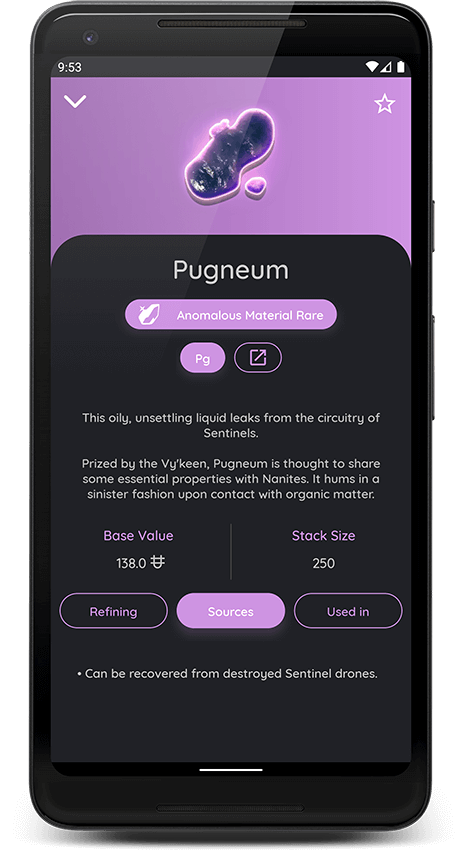 9:53
Pugneum
Anomalous Material Rare
Pg
This oily, unsettling liquid leaks from the circuitry of
Sentinels.
Prized by the Vy'keen, Pugneum is thought to share
some essential properties with Nanites. It hums in a
sinister fashion upon contact with organic matter.
Base Value
Stack Size
138.0
250
Refining
Sources
Used in
• Can be recovered from destroyed Sentinel drones.